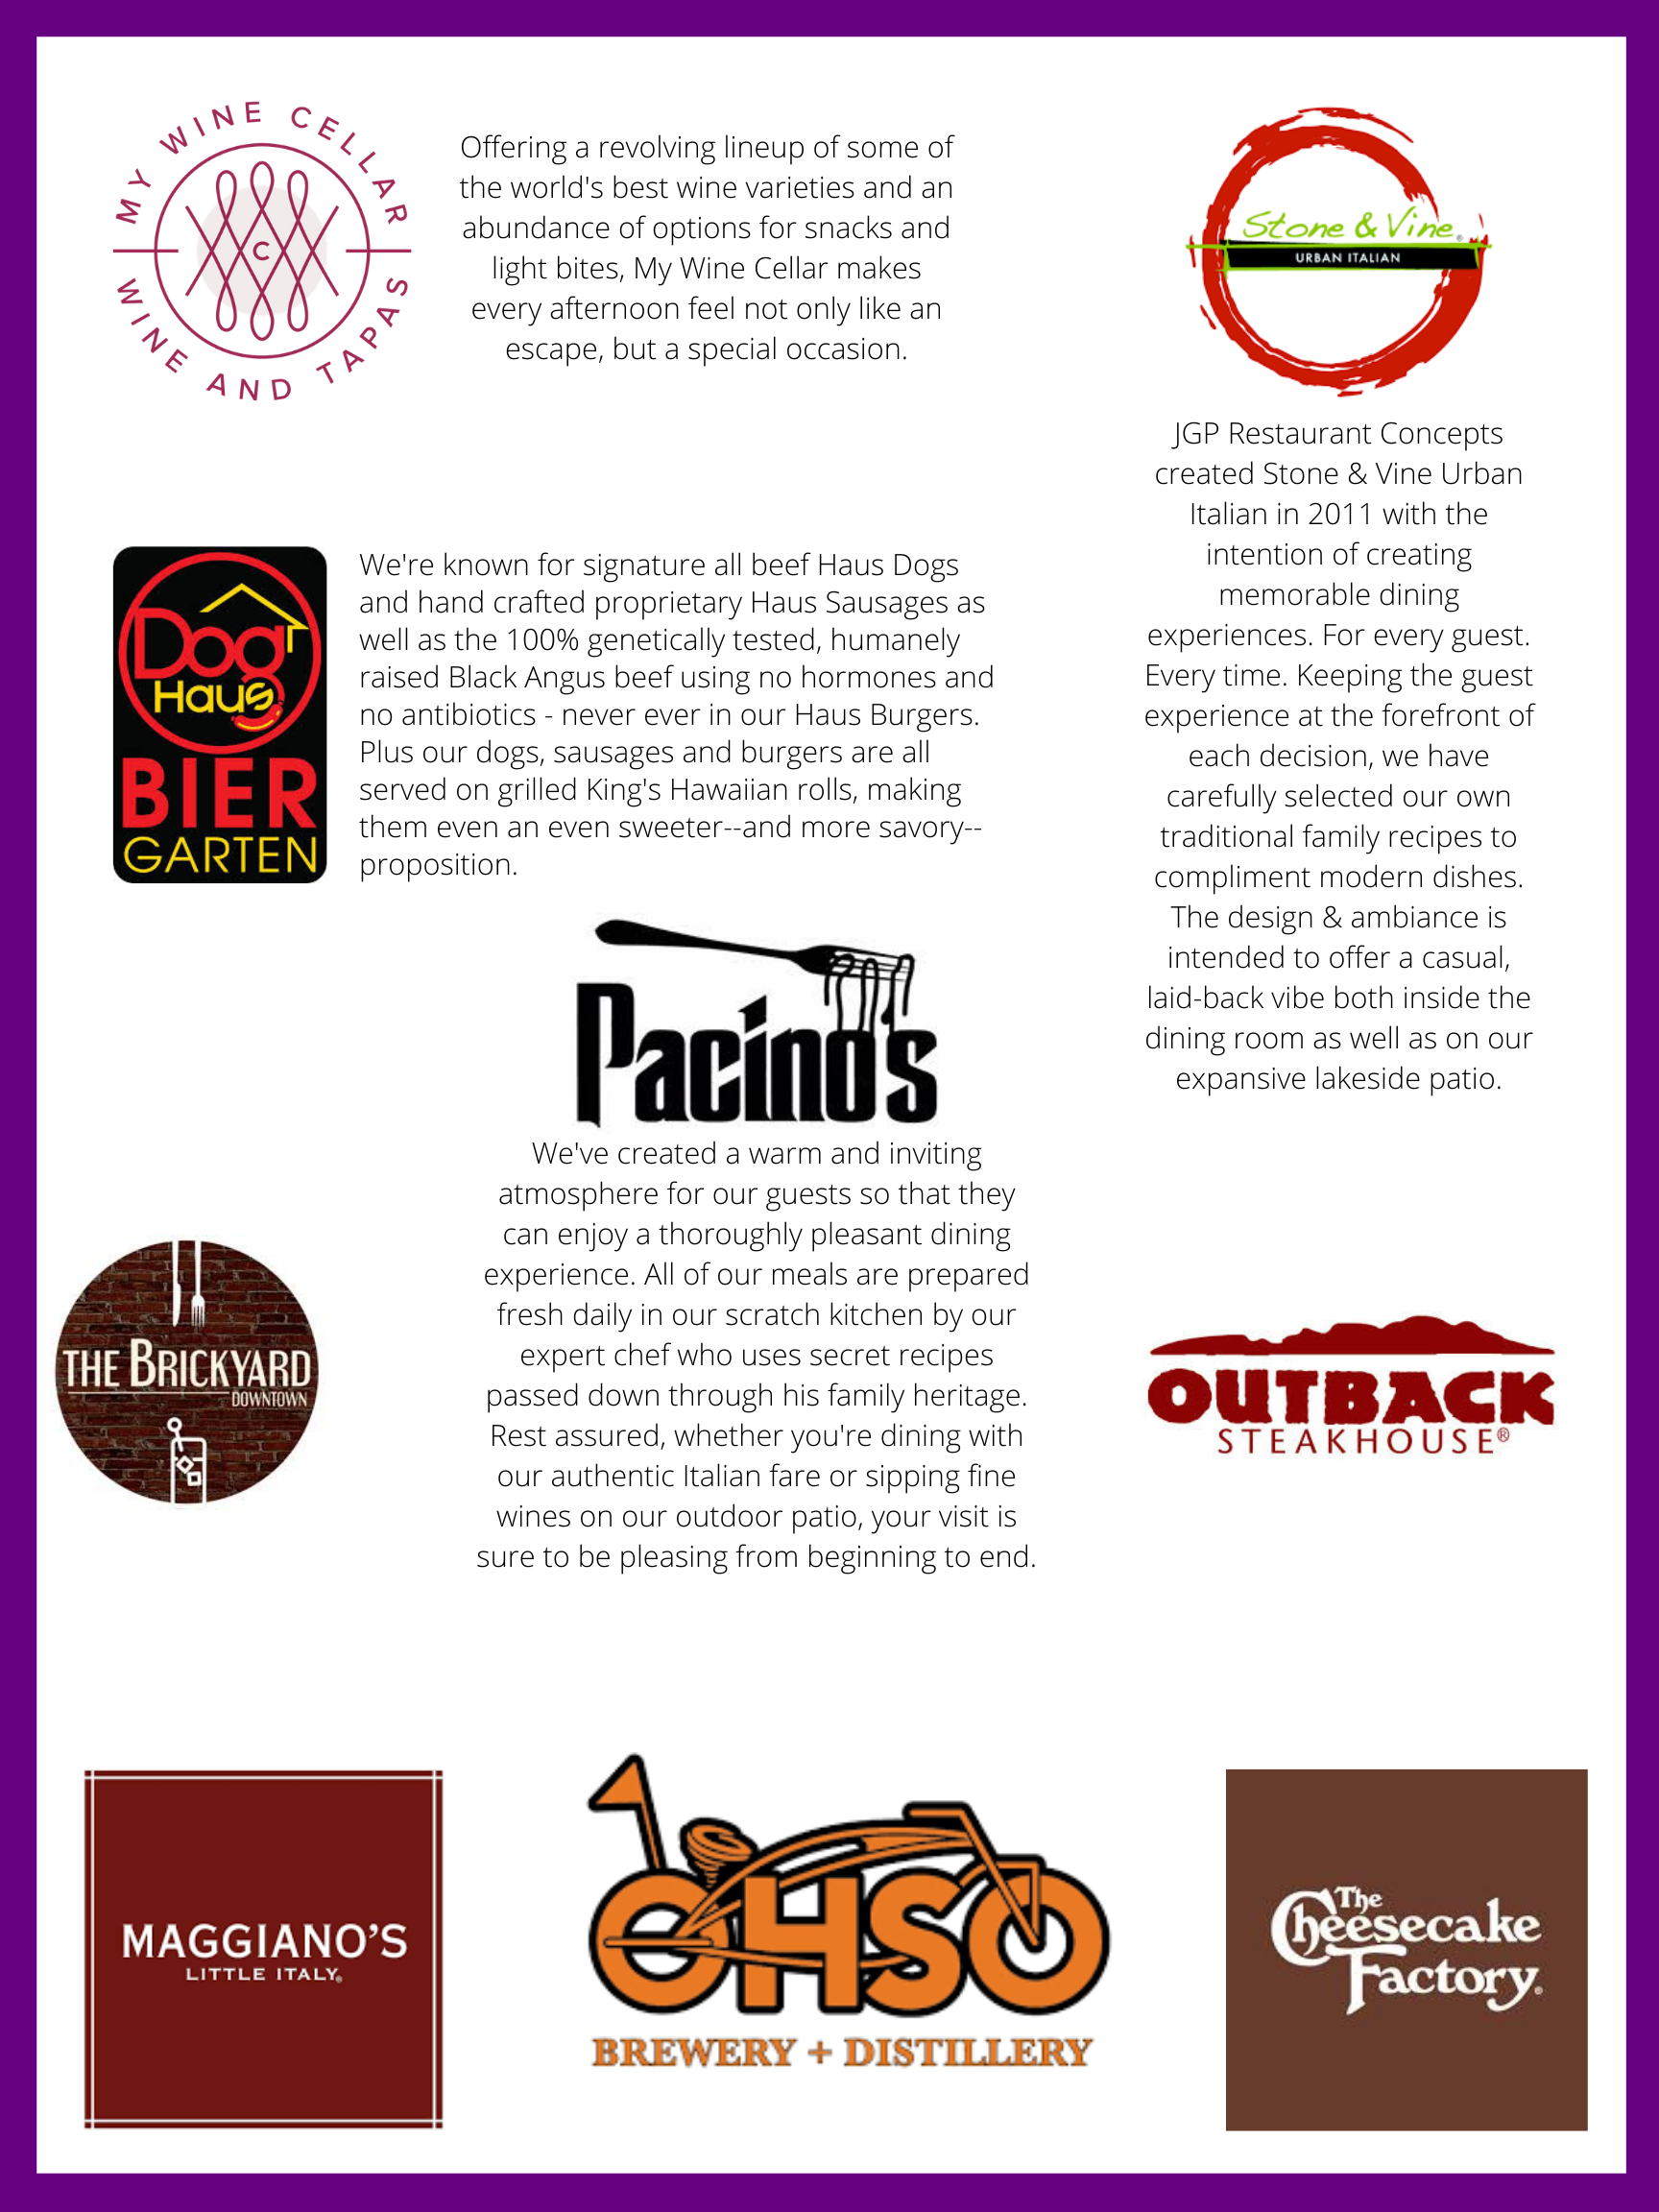 MY WINE CELLAR
WINE AND TAPAS
C
Offering a revolving lineup of some of
the world's best wine varieties and an
abundance of options for snacks and
light bites, My Wine Cellar makes
every afternoon feel not only like an
escape, but a special occasion.
Stone & Vine®
URBAN ITALIAN
JGP Restaurant Concepts
created Stone & Vine Urban
Italian in 2011 with the
intention of creating
memorable dining
experiences. For every guest.
Every time. Keeping the guest
experience at the forefront of
each decision, we have
carefully selected our own
traditional family recipes to
compliment modern dishes.
The design & ambiance is
intended to offer a casual,
laid-back vibe both inside the
dining room as well as on our
expansive lakeside patio.
Dog
Haus
BIER
GARTEN
We're known for signature all beef Haus Dogs
and hand crafted proprietary Haus Sausages as
well as the 100% genetically tested, humanely
raised Black Angus beef using no hormones and
no antibiotics - never ever in our Haus Burgers.
Plus our dogs, sausages and burgers are all
served on grilled King's Hawaiian rolls, making
them even an even sweeter--and more savory--
proposition.
Pacino's
We've created a warm and inviting
atmosphere for our guests so that they
can enjoy a thoroughly pleasant dining
experience. All of our meals are prepared
fresh daily in our scratch kitchen by our
expert chef who uses secret recipes
passed down through his family heritage.
Rest assured, whether you're dining with
our authentic Italian fare or sipping fine
wines on our outdoor patio, your visit is
sure to be pleasing from beginning to end.
THE BRICKYARD
DOWNTOWN
OUTBACK
STEAKHOUSE®
MAGGIANO'S
LITTLE ITALY®
OHSO
BREWERY + DISTILLERY
The
Cheesecake
Factory®